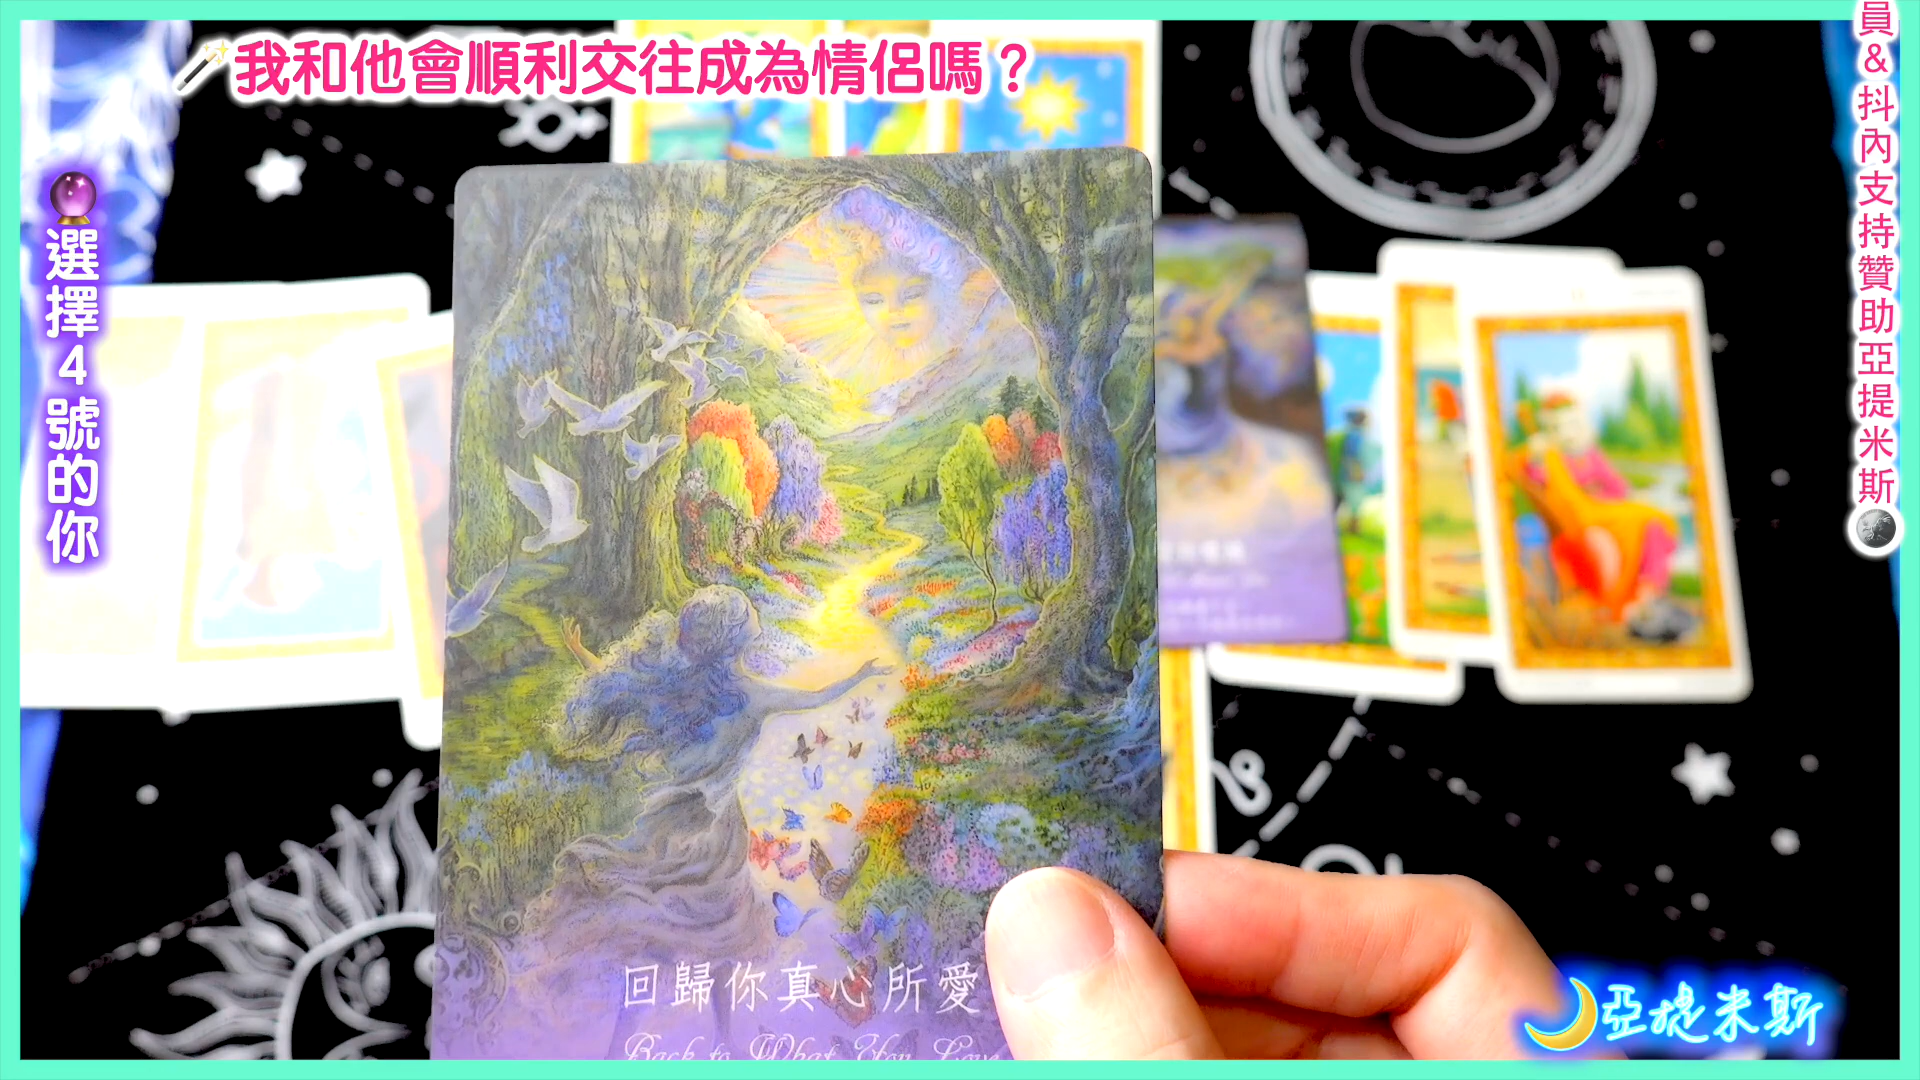 我和他會順利交往成為情侶嗎？
選擇4號的你
員&抖內支持贊助亞提米斯
回歸你真心所愛
Back to What You Love
亞提米斯